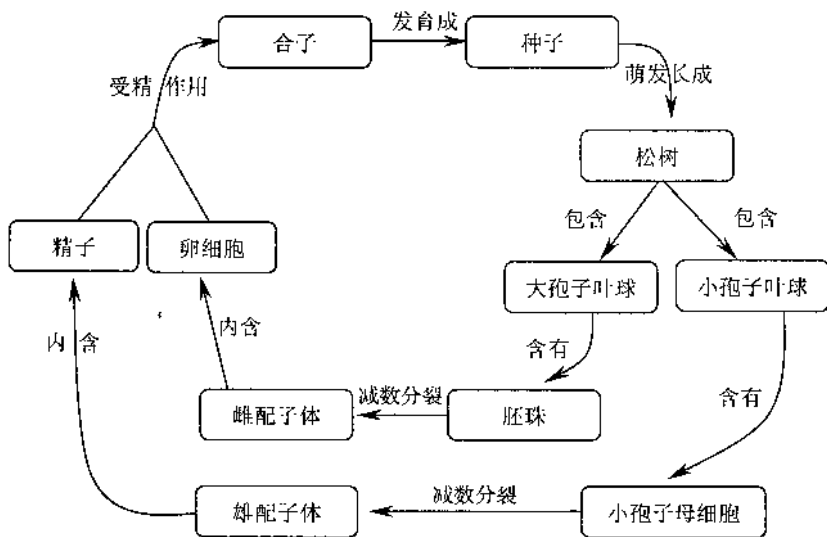 合子
发育成
种子
受精 作用
萌发长成
松树
包含
包含
精子
卵细胞
大孢子叶球
小孢子叶球
内 含
内含
含有
含有
雌配子体
减数分裂
胚珠
雄配子体
减数分裂
小孢子母细胞